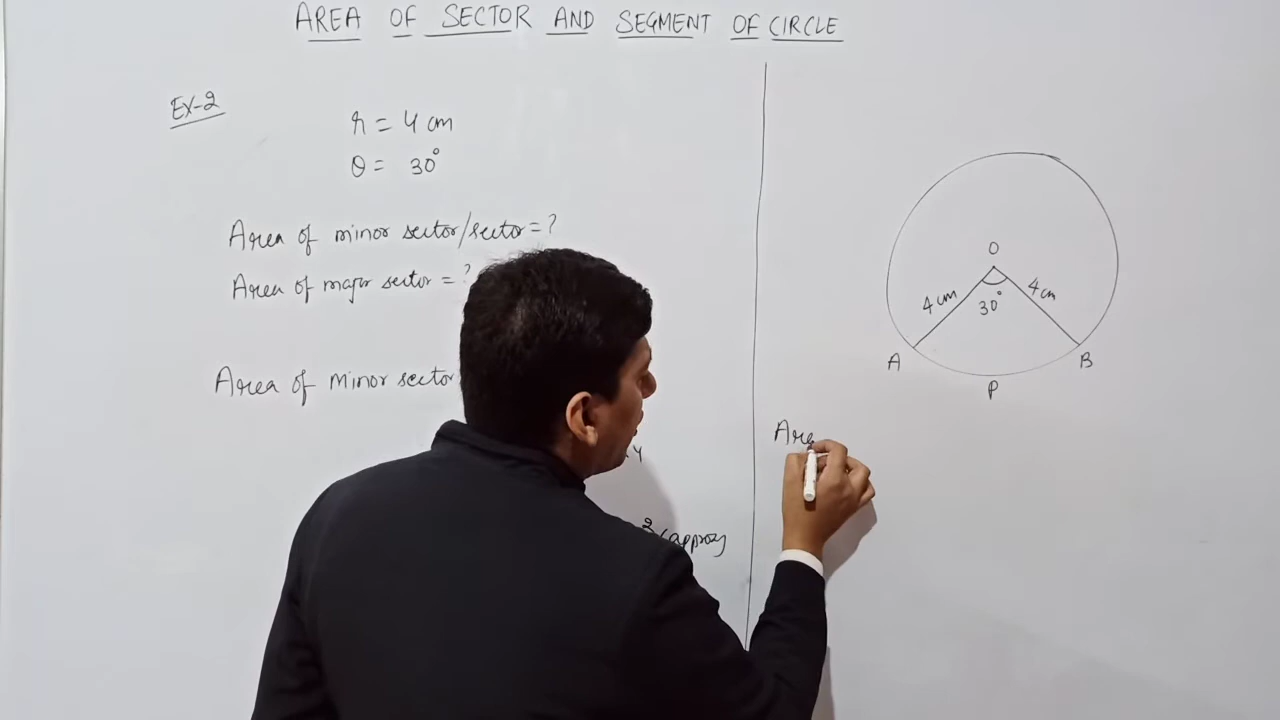 AREA OF SECTOR AND SEGMENT OF CIRCLE
EX-2
r = 4 cm
θ = 30°
Area of minor sector/sector = ?
Area of major sector = ?
Area of Minor sector
4
2 (approx)
O
4 cm
30°
4 cm
A
B
P
Are